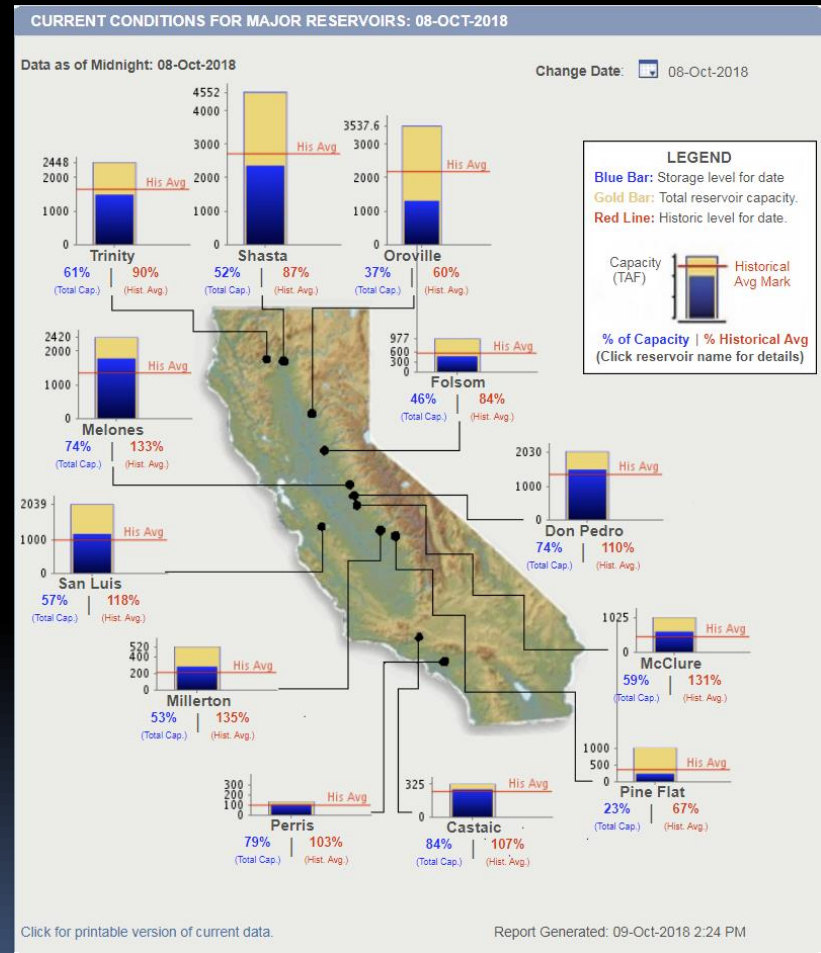 CURRENT CONDITIONS FOR MAJOR RESERVOIRS: 08-OCT-2018
Data as of Midnight: 08-Oct-2018
Change Date: 08-Oct-2018
LEGEND
Blue Bar: Storage level for date
Gold Bar: Total reservoir capacity.
Red Line: Historic level for date.
Capacity
(TAF)
Historical
Avg Mark
% of Capacity | % Historical Avg
(Click reservoir name for details)
2448
2000
1000
0
His Avg
Trinity
61% | 90%
(Total Cap.) (Hist. Avg.)
4552
4000
3000
2000
1000
0
His Avg
Shasta
52% | 87%
(Total Cap.) (Hist. Avg.)
3537.6
3000
2000
1000
0
His Avg
Oroville
37% | 60%
(Total Cap.) (Hist. Avg.)
2420
2000
1000
0
His Avg
Melones
74% | 133%
(Total Cap.) (Hist. Avg.)
977
600
300
0
His Avg
Folsom
46% | 84%
(Total Cap.) (Hist. Avg.)
2030
1000
0
His Avg
Don Pedro
74% | 110%
(Total Cap.) (Hist. Avg.)
2039
1000
0
His Avg
San Luis
57% | 118%
(Total Cap.) (Hist. Avg.)
1025
0
His Avg
McClure
59% | 131%
(Total Cap.) (Hist. Avg.)
520
400
200
0
His Avg
Millerton
53% | 135%
(Total Cap.) (Hist. Avg.)
1000
500
0
His Avg
Pine Flat
23% | 67%
(Total Cap.) (Hist. Avg.)
300
200
100
0
His Avg
Perris
79% | 103%
(Total Cap.) (Hist. Avg.)
325
0
His Avg
Castaic
84% | 107%
(Total Cap.) (Hist. Avg.)
Click for printable version of current data.
Report Generated: 09-Oct-2018 2:24 PM